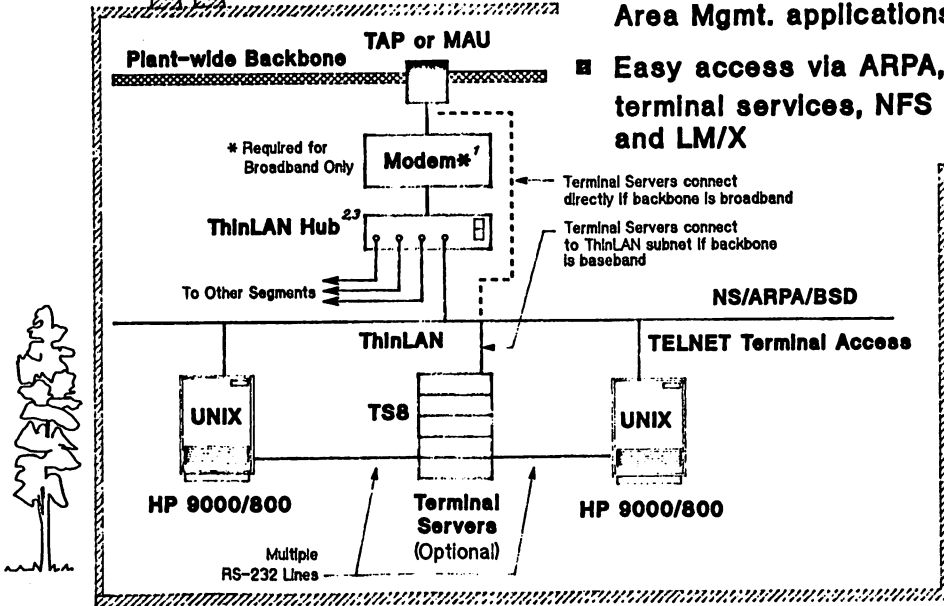 Area Mgmt. applications
■ Easy access via ARPA,
terminal services, NFS
and LM/X
TAP or MAU
Plant-wide Backbone
* Required for
Broadband Only
Modem*1
ThinLAN Hub 2,3
Terminal Servers connect
directly if backbone is broadband
Terminal Servers connect
to ThinLAN subnet if backbone
is baseband
To Other Segments
NS/ARPA/BSD
ThinLAN
TELNET Terminal Access
UNIX
TS8
UNIX
HP 9000/800
Terminal
Servers
(Optional)
HP 9000/800
Multiple
RS-232 Lines